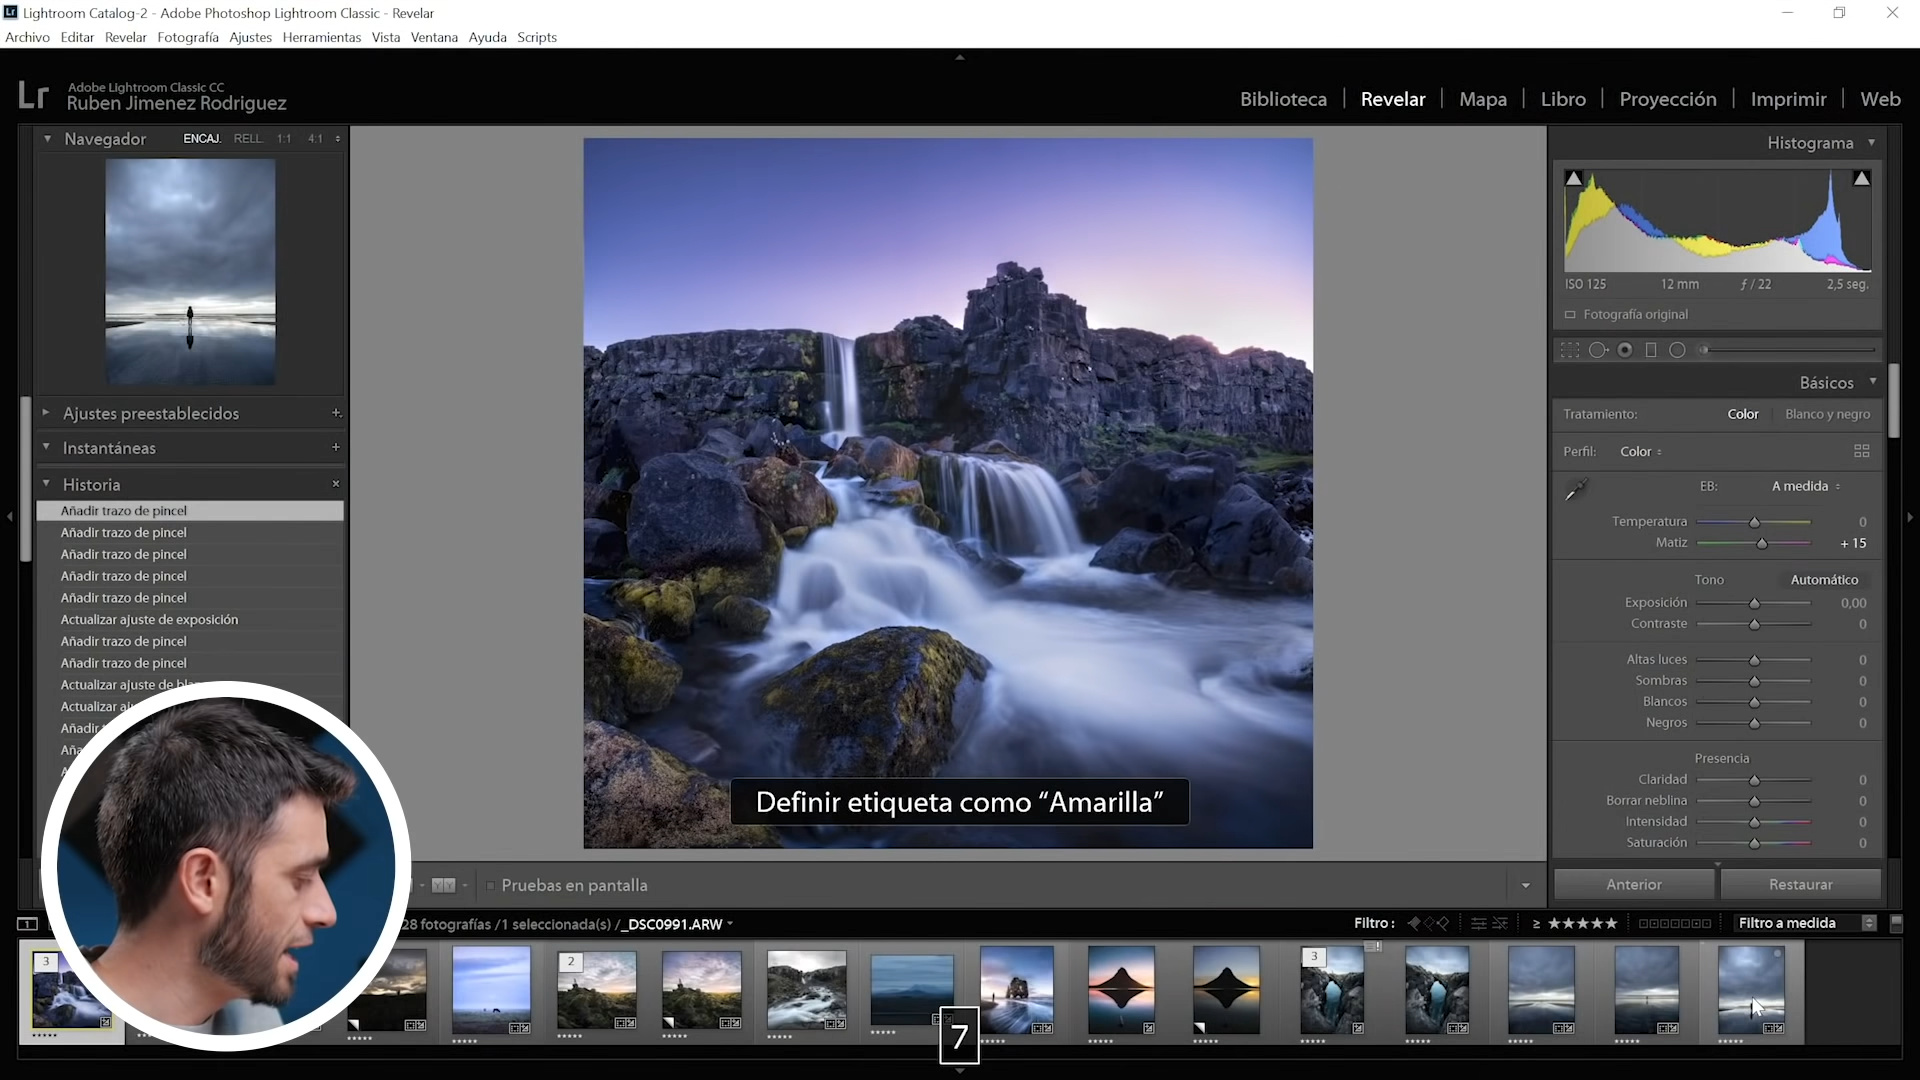 Lr Lightroom Catalog-2 - Adobe Photoshop Lightroom Classic - Revelar
Archivo Editar Revelar Fotografía Ajustes Herramientas Vista Ventana Ayuda Scripts
Lr Adobe Lightroom Classic CC
Ruben Jimenez Rodriguez
Biblioteca | Revelar | Mapa | Libro | Proyección | Imprimir | Web
Navegador ENCAJ. RELL. 1:1 4:1
Ajustes preestablecidos +
Instantáneas +
Historia ×
Añadir trazo de pincel
Añadir trazo de pincel
Añadir trazo de pincel
Añadir trazo de pincel
Añadir trazo de pincel
Actualizar ajuste de exposición
Añadir trazo de pincel
Añadir trazo de pincel
Actualizar ajuste de
Definir etiqueta como “Amarilla”
Histograma
ISO 125 12 mm ƒ / 22 2,5 seg.
Fotografía original
Básicos
Tratamiento: Color Blanco y negro
Perfil: Color
EB: A medida
Temperatura 0
Matiz + 15
Tono Automático
Exposición 0,00
Contraste 0
Altas luces 0
Sombras 0
Blancos 0
Negros 0
Presencia
Claridad 0
Borrar neblina 0
Intensidad 0
Saturación 0
Anterior Restaurar
Pruebas en pantalla
1 28 fotografías /1 seleccionada(s) /_DSC0991.ARW
Filtro : ≥ ★★★★★ Filtro a medida
3 2 3
7